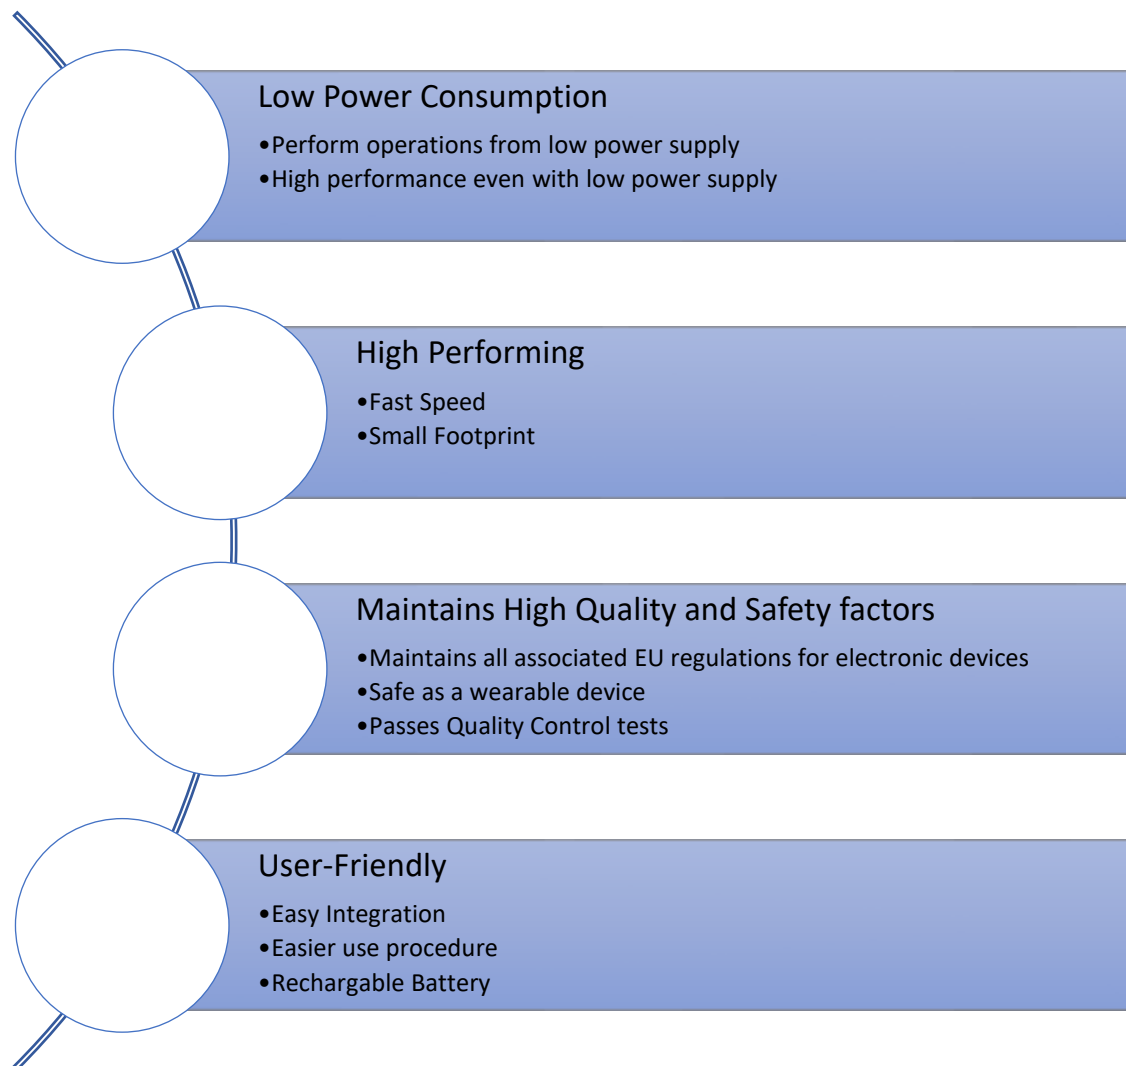 Low Power Consumption
•Perform operations from low power supply
•High performance even with low power supply
High Performing
•Fast Speed
•Small Footprint
Maintains High Quality and Safety factors
•Maintains all associated EU regulations for electronic devices
•Safe as a wearable device
•Passes Quality Control tests
User-Friendly
•Easy Integration
•Easier use procedure
•Rechargable Battery